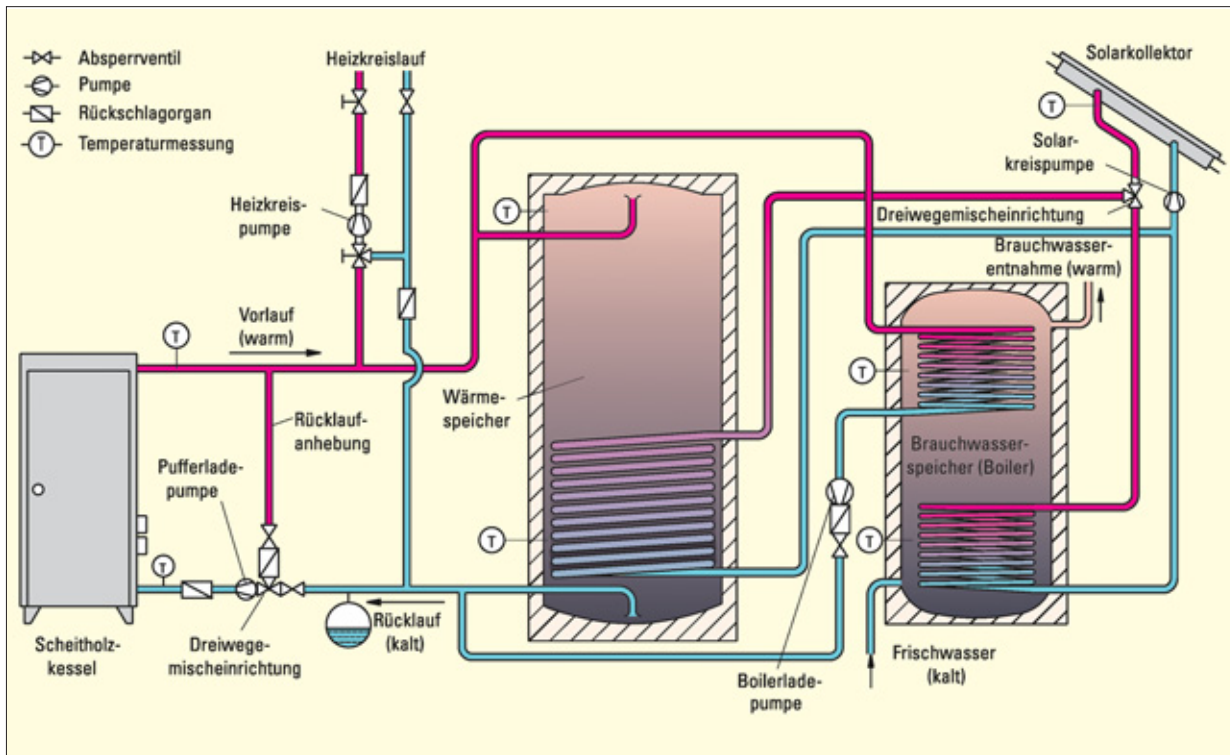 Absperrventil
Pumpe
Rückschlagorgan
T
Temperaturmessung
Heizkreislauf
Solarkollektor
T
Solar-
kreispumpe
Heizkreis-
pumpe
T
Dreiwegemischeinrichtung
Brauchwasser-
entnahme (warm)
Vorlauf
(warm)
T
T
Wärme-
speicher
Rücklauf-
anhebung
Brauchwasser-
speicher (Boiler)
Pufferlade-
pumpe
T
T
T
Rücklauf
(kalt)
Scheitholz-
kessel
Dreiwege-
mischeinrichtung
Boilerlade-
pumpe
Frischwasser
(kalt)